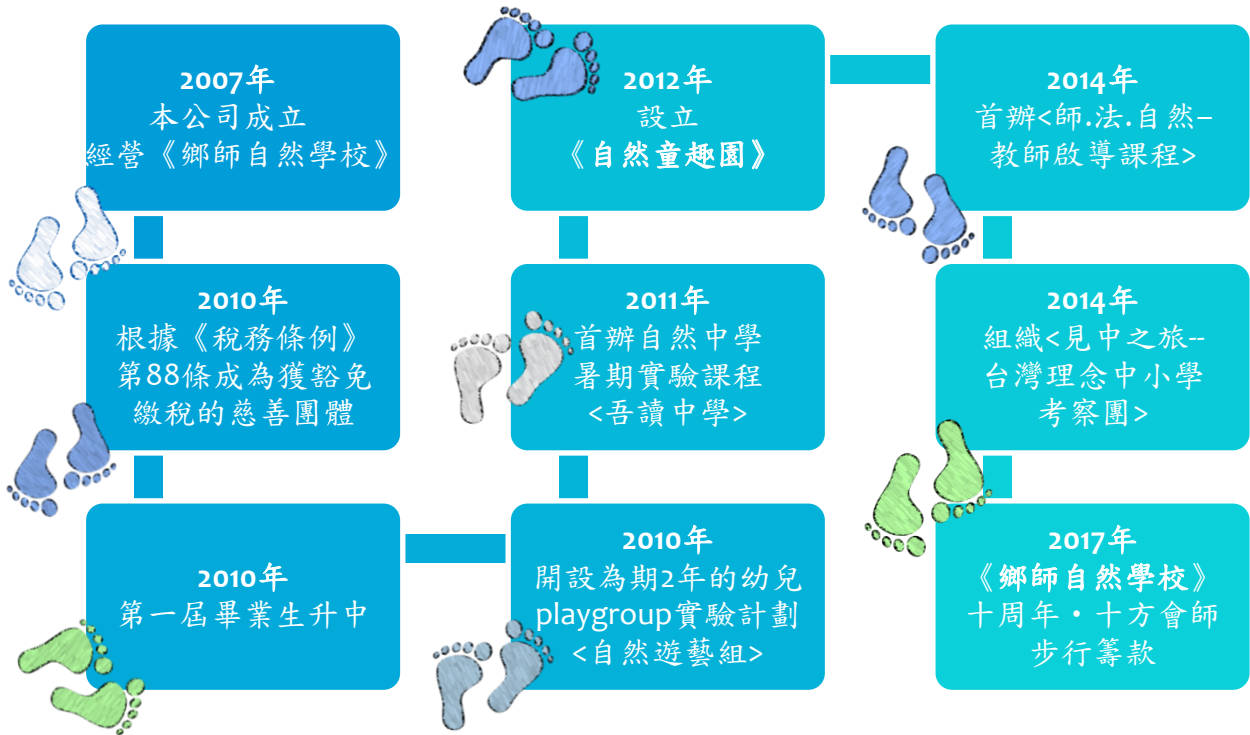 2007年
本公司成立
經營《鄉師自然學校》
2010年
根據《稅務條例》
第88條成為獲豁免
繳稅的慈善團體
2010年
第一屆畢業生升中
2010年
開設為期2年的幼兒
playgroup實驗計劃
<自然遊藝組>
2011年
首辦自然中學
暑期實驗課程
<吾讀中學>
2012年
設立
《自然童趣園》
2014年
首辦<師.法.自然–
教師啟導課程>
2014年
組織<見中之旅--
台灣理念中小學
考察團>
2017年
《鄉師自然學校》
十周年·十方會師
步行籌款